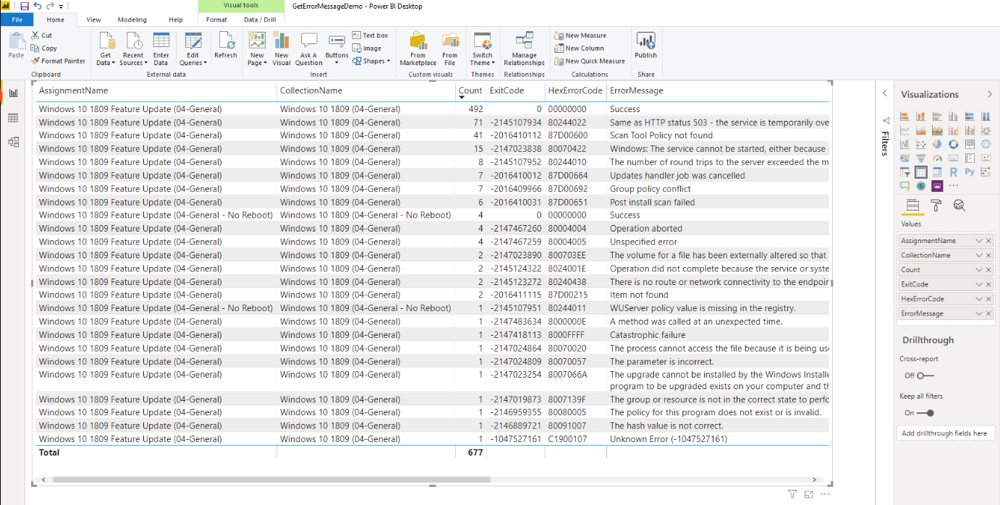 Visual tools
GetErrorMessageDemo - Power BI Desktop
File
Home
View
Modeling
Help
Format
Data / Drill
Paste
Cut
Copy
Format Painter
Clipboard
Get Data
Recent Sources
Enter Data
Edit Queries
Refresh
External data
New Page
New Visual
Ask A Question
Buttons
Text box
Image
Shapes
Insert
From Marketplace
From File
Custom visuals
Switch Theme
Themes
Manage Relationships
Relationships
New Measure
New Column
New Quick Measure
Calculations
Publish
Share
AssignmentName CollectionName Count ExitCode HexErrorCode ErrorMessage
Windows 10 1809 Feature Update (04-General) Windows 10 1809 (04-General) 492 0 00000000 Success
Windows 10 1809 Feature Update (04-General) Windows 10 1809 (04-General) 71 -2145107934 80244022 Same as HTTP status 503 - the service is temporarily ove
Windows 10 1809 Feature Update (04-General) Windows 10 1809 (04-General) 41 -2016410112 87D00600 Scan Tool Policy not found
Windows 10 1809 Feature Update (04-General) Windows 10 1809 (04-General) 15 -2147023838 80070422 Windows: The service cannot be started, either because i
Windows 10 1809 Feature Update (04-General) Windows 10 1809 (04-General) 8 -2145107952 80244010 The number of round trips to the server exceeded the m
Windows 10 1809 Feature Update (04-General) Windows 10 1809 (04-General) 7 -2016410012 87D00664 Updates handler job was cancelled
Windows 10 1809 Feature Update (04-General) Windows 10 1809 (04-General) 7 -2016409966 87D00692 Group policy conflict
Windows 10 1809 Feature Update (04-General) Windows 10 1809 (04-General) 6 -2016410031 87D00651 Post install scan failed
Windows 10 1809 Feature Update (04-General - No Reboot) Windows 10 1809 (04-General - No Reboot) 4 0 00000000 Success
Windows 10 1809 Feature Update (04-General) Windows 10 1809 (04-General) 4 -2147467260 80004004 Operation aborted
Windows 10 1809 Feature Update (04-General) Windows 10 1809 (04-General) 4 -2147467259 80004005 Unspecified error
Windows 10 1809 Feature Update (04-General) Windows 10 1809 (04-General) 2 -2147023890 800703EE The volume for a file has been externally altered so that
Windows 10 1809 Feature Update (04-General) Windows 10 1809 (04-General) 2 -2145124322 8024001E Operation did not complete because the service or syste
Windows 10 1809 Feature Update (04-General) Windows 10 1809 (04-General) 2 -2145123272 80240438 There is no route or network connectivity to the endpoin
Windows 10 1809 Feature Update (04-General) Windows 10 1809 (04-General) 2 -2016411115 87D00215 Item not found
Windows 10 1809 Feature Update (04-General - No Reboot) Windows 10 1809 (04-General - No Reboot) 1 -2145107951 80244011 WUServer policy value is missing in the registry.
Windows 10 1809 Feature Update (04-General) Windows 10 1809 (04-General) 1 -2147483634 8000000E A method was called at an unexpected time.
Windows 10 1809 Feature Update (04-General) Windows 10 1809 (04-General) 1 -2147418113 8000FFFF Catastrophic failure
Windows 10 1809 Feature Update (04-General) Windows 10 1809 (04-General) 1 -2147024864 80070020 The process cannot access the file because it is being us
Windows 10 1809 Feature Update (04-General) Windows 10 1809 (04-General) 1 -2147024809 80070057 The parameter is incorrect.
Windows 10 1809 Feature Update (04-General) Windows 10 1809 (04-General) 1 -2147023254 8007066A The upgrade cannot be installed by the Windows Installe
program to be upgraded exists on your computer and th
Windows 10 1809 Feature Update (04-General) Windows 10 1809 (04-General) 1 -2147019873 8007139F The group or resource is not in the correct state to perfo
Windows 10 1809 Feature Update (04-General) Windows 10 1809 (04-General) 1 -2146959355 80080005 The policy for this program does not exist or is invalid.
Windows 10 1809 Feature Update (04-General) Windows 10 1809 (04-General) 1 -2146889721 80091007 The hash value is not correct.
Windows 10 1809 Feature Update (04-General) Windows 10 1809 (04-General) 1 -1047527161 C1900107 Unknown Error (-1047527161)
Total 677
Filters
Visualizations
R
Py
Values
AssignmentName
CollectionName
Count
ExitCode
HexErrorCode
ErrorMessage
Drillthrough
Cross-report
Off
Keep all filters
On
Add drillthrough fields here